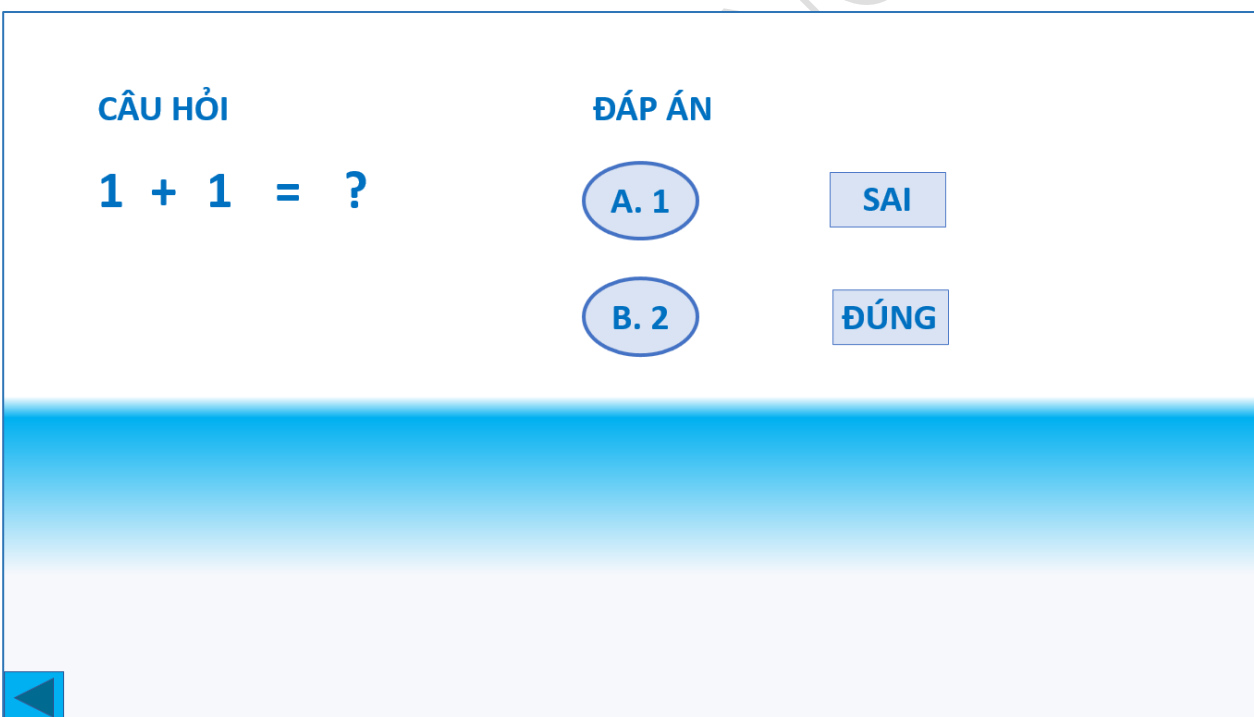 CÂU HỎI
1 + 1 = ?
ĐÁP ÁN
A. 1
SAI
B. 2
ĐÚNG